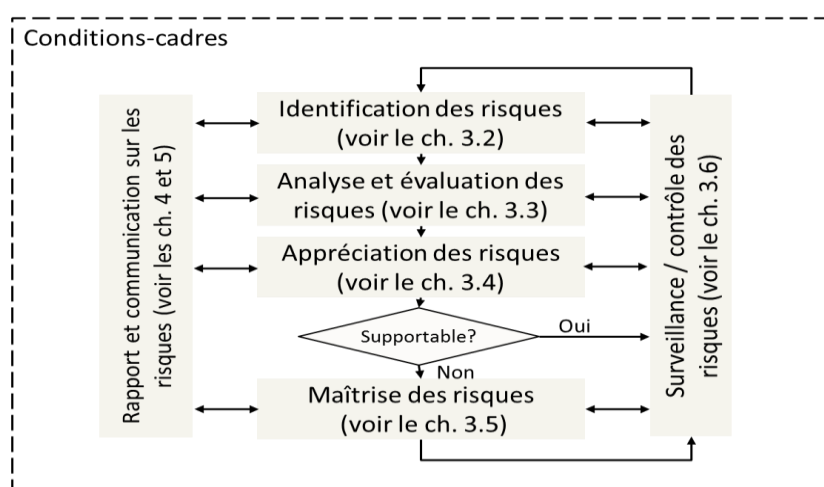 Conditions-cadres
Rapport et communication sur les
risques (voir les ch. 4 et 5)
Identification des risques
(voir le ch. 3.2)
Analyse et évaluation des
risques (voir le ch. 3.3)
Appréciation des risques
(voir le ch. 3.4)
Supportable?
Oui
Non
Maîtrise des risques
(voir le ch. 3.5)
Surveillance / contrôle des
risques (voir le ch. 3.6)